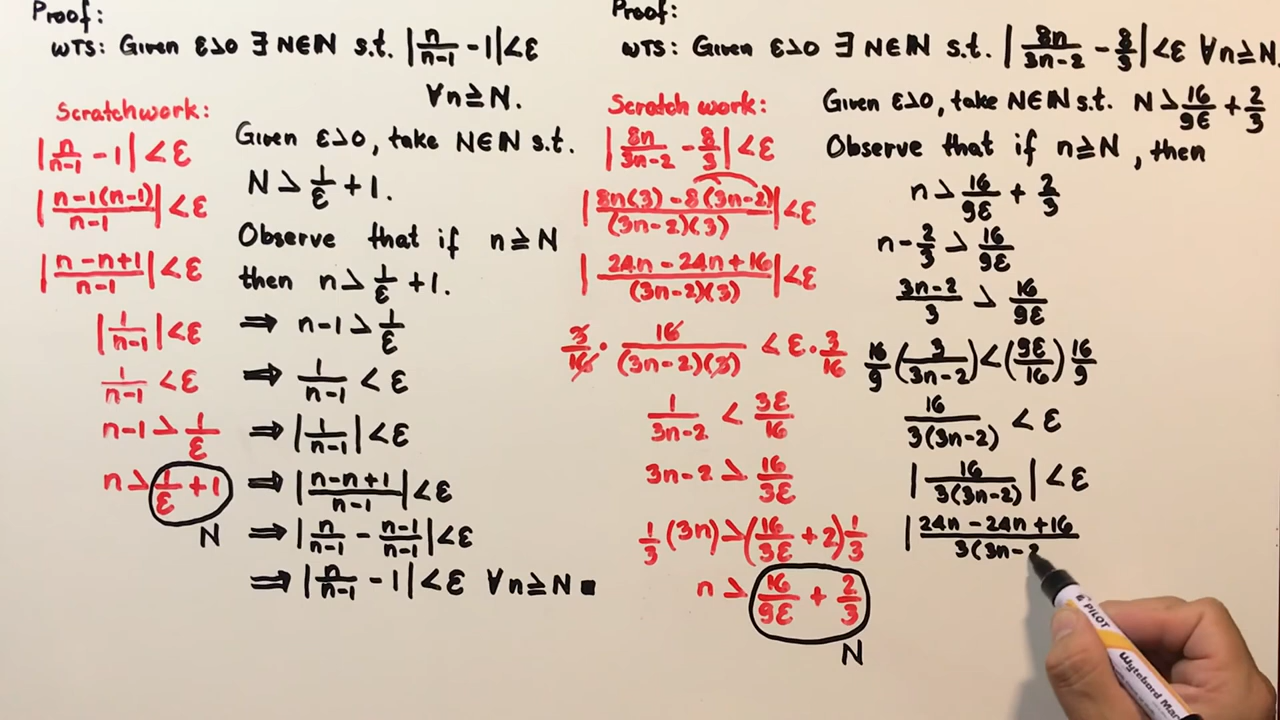 Proof:
WTS: Given ε>0 ∃ N∈ℕ s.t. |n/(n-1) - 1| < ε
∀n≥N.
Scratchwork:
|n/(n-1) - 1| < ε
|(n-1(n-1))/(n-1)| < ε
|(n-n+1)/(n-1)| < ε
|1/(n-1)| < ε
1/(n-1) < ε
n-1 > 1/ε
n > 1/ε + 1
N
Given ε>0, take N∈ℕ s.t.
N > 1/ε + 1.
Observe that if n≥N
then n > 1/ε + 1.
⟹ n-1 > 1/ε
⟹ 1/(n-1) < ε
⟹ |1/(n-1)| < ε
⟹ |(n-n+1)/(n-1)| < ε
⟹ |n/(n-1) - (n-1)/(n-1)| < ε
⟹ |n/(n-1) - 1| < ε ∀n≥N ■
Proof:
WTS: Given ε>0 ∃ N∈ℕ s.t. |8n/(3n-2) - 8/3| < ε ∀n≥N.
Scratch work:
|8n/(3n-2) - 8/3| < ε
|(8n(3) - 8(3n-2))/((3n-2)(3))| < ε
|(24n - 24n + 16)/((3n-2)(3))| < ε
3/16 · 16/((3n-2)(3)) < ε · 3/16
1/(3n-2) < 3ε/16
3n-2 > 16/3ε
1/3 (3n) > (16/3ε + 2) 1/3
n > 16/9ε + 2/3
N
Given ε>0, take N∈ℕ s.t. N > 16/9ε + 2/3
Observe that if n≥N, then
n > 16/9ε + 2/3
n - 2/3 > 16/9ε
(3n-2)/3 > 16/9ε
16/9 (3/(3n-2)) < (9ε/16) 16/9
16/(3(3n-2)) < ε
|16/(3(3n-2))| < ε
|(24n - 24n + 16)/(3(3n-2
PILOT
Wytebord Mar